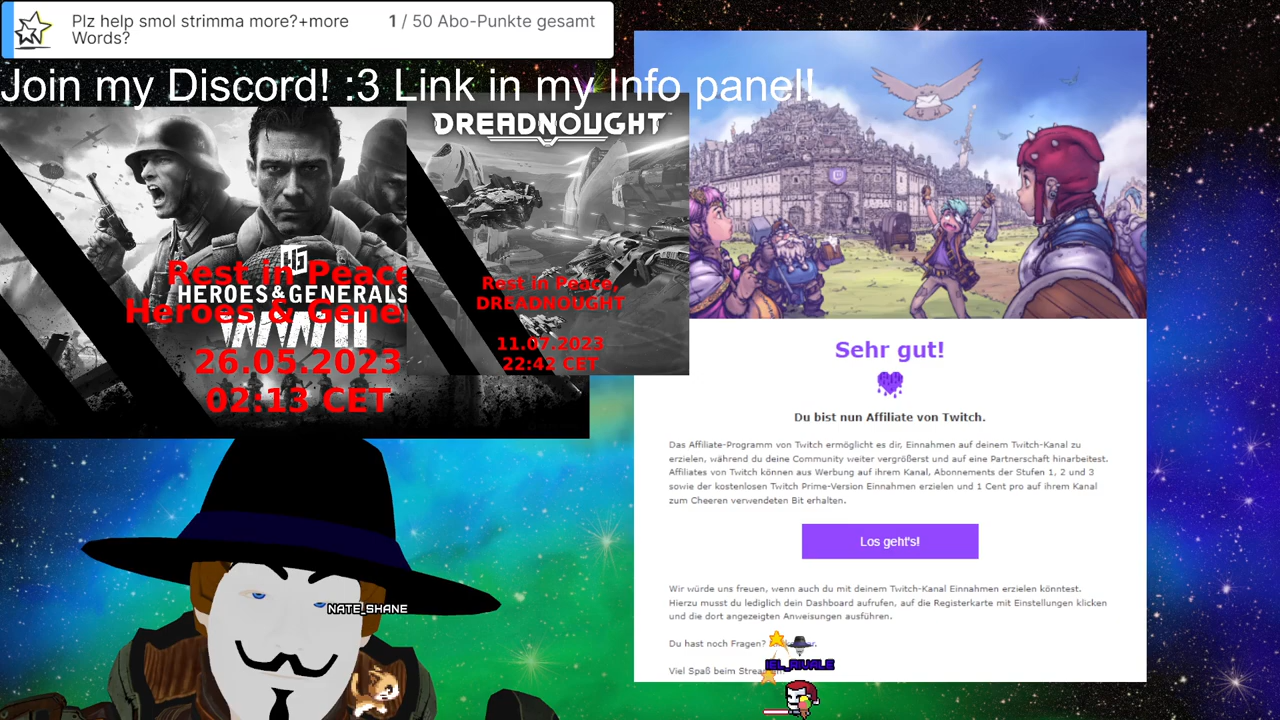 Plz help smol strimma more?+more
Words?
1 / 50 Abo-Punkte gesamt
Join my Discord! :3 Link in my Info panel!
HEROES & GENERALS
WWII
Rest in Peace
Heroes & Gene
26.05.2023
02:13 CET
DREADNOUGHT
Rest in Peace,
DREADNOUGHT
11.07.2023
22:42 CET
Sehr gut!
Du bist nun Affiliate von Twitch.
Das Affiliate-Programm von Twitch ermöglicht es dir, Einnahmen auf deinem Twitch-Kanal zu
erzielen, während du deine Community weiter vergrößerst und auf eine Partnerschaft hinarbeitest.
Affiliates von Twitch können aus Werbung auf ihrem Kanal, Abonnements der Stufen 1, 2 und 3
sowie der kostenlosen Twitch Prime-Version Einnahmen erzielen und 1 Cent pro auf ihrem Kanal
zum Cheeren verwendeten Bit erhalten.
Los geht's!
Wir würde uns freuen, wenn auch du mit deinem Twitch-Kanal Einnahmen erzielen könntest.
Hierzu musst du lediglich dein Dashboard aufrufen, auf die Registerkarte mit Einstellungen klicken
und die dort angezeigten Anweisungen ausführen.
Du hast noch Fragen?
Viel Spaß beim
NATE_SHANE